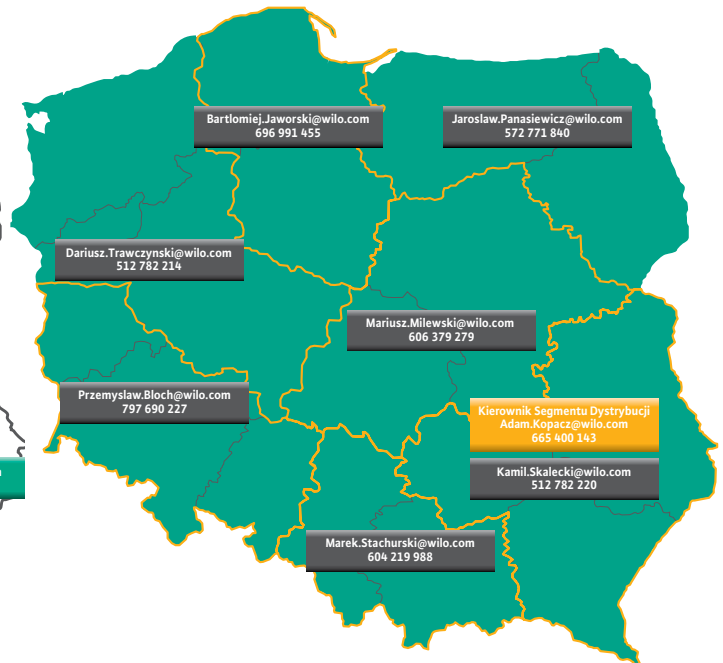 Bartlomiej.Jaworski@wilo.com
696 991 455
Jaroslaw.Panasiewicz@wilo.com
572 771 840
Dariusz.Trawczynski@wilo.com
512 782 214
Mariusz.Milewski@wilo.com
606 379 279
Przemyslaw.Bloch@wilo.com
797 690 227
Kierownik Segmentu Dystrybucji
Adam.Kopacz@wilo.com
665 400 143
Kamil.Skalecki@wilo.com
512 782 220
Marek.Stachurski@wilo.com
604 219 988